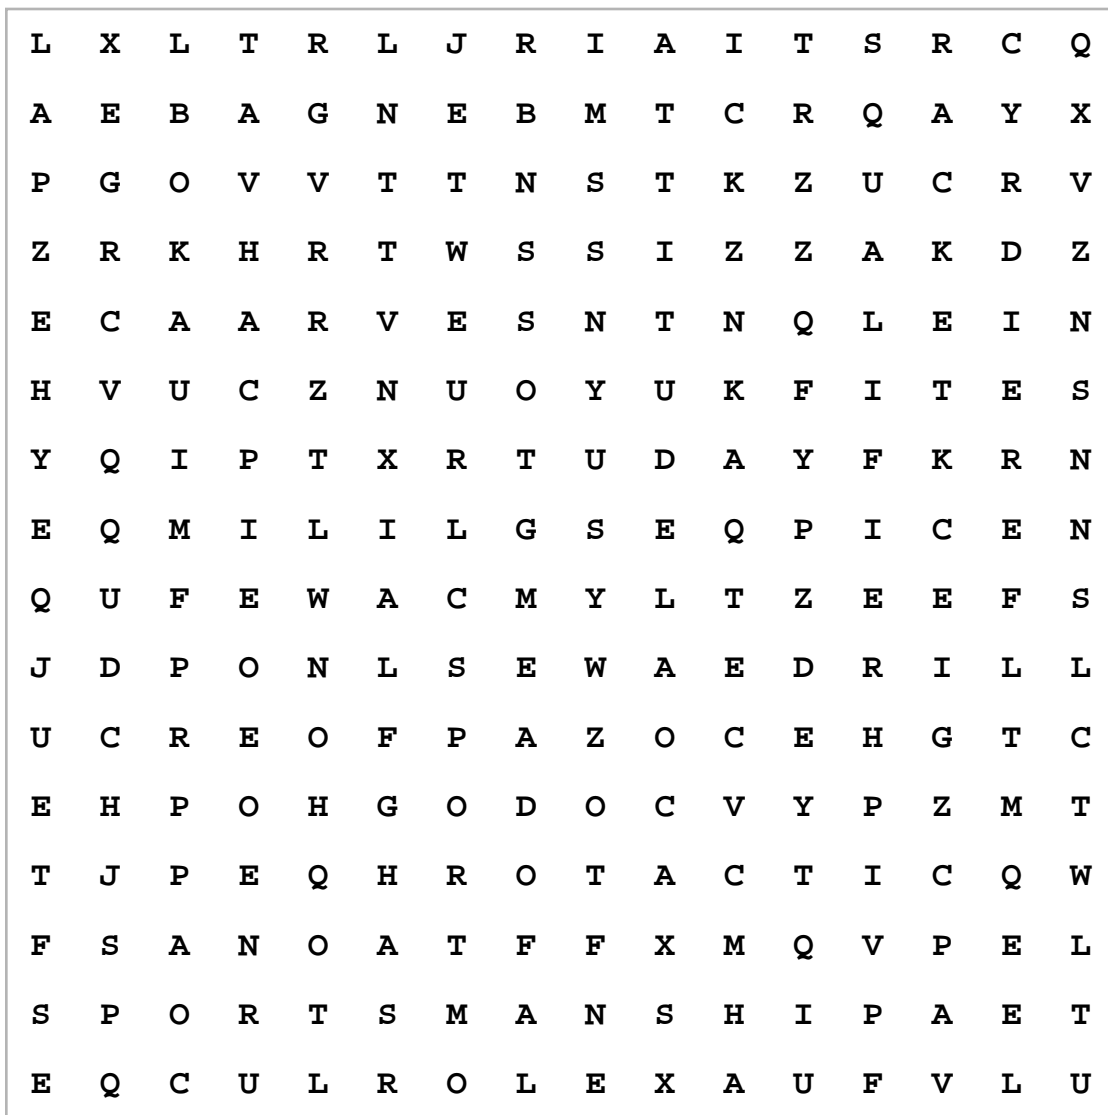 L X L T R L J R I A I T S R C Q
A E B A G N E B M T C R Q A Y X
P G O V V T T N S T K Z U C R V
Z R K H R T W S S I Z Z A K D Z
E C A A R V E S N T N Q L E I N
H V U C Z N U O Y U K F I T E S
Y Q I P T X R T U D A Y F K R N
E Q M I L I L G S E Q P I C E N
Q U F E W A C M Y L T Z E E F S
J D P O N L S E W A E D R I L L
U C R E O F P A Z O C E H G T C
E H P O H G O D O C V Y P Z M T
T J P E Q H R O T A C T I C Q W
F S A N O A T F F X M Q V P E L
S P O R T S M A N S H I P A E T
E Q C U L R O L E X A U F V L U